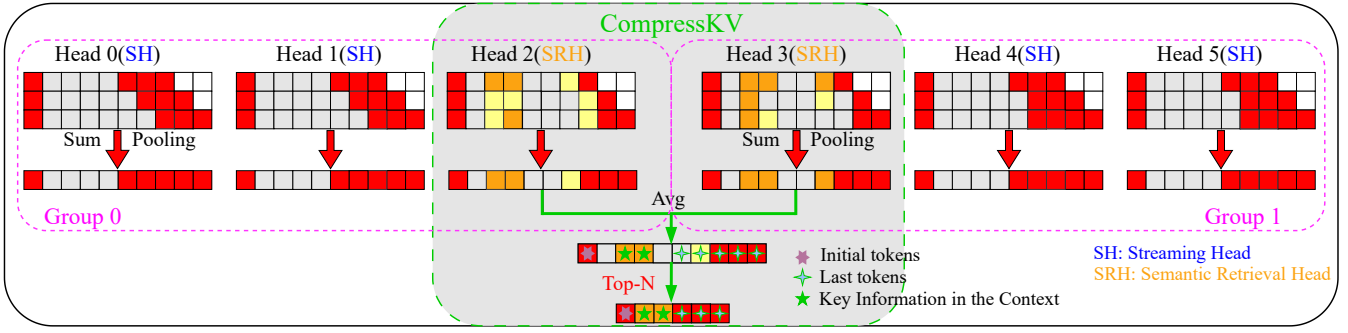 CompressKV
Head 0(SH)
Head 1(SH)
Head 2(SRH)
Head 3(SRH)
Head 4(SH)
Head 5(SH)
Sum
Pooling
Sum
Pooling
Group 0
Avg
Group 1
Initial tokens
Last tokens
Key Information in the Context
SH: Streaming Head
SRH: Semantic Retrieval Head
Top-N